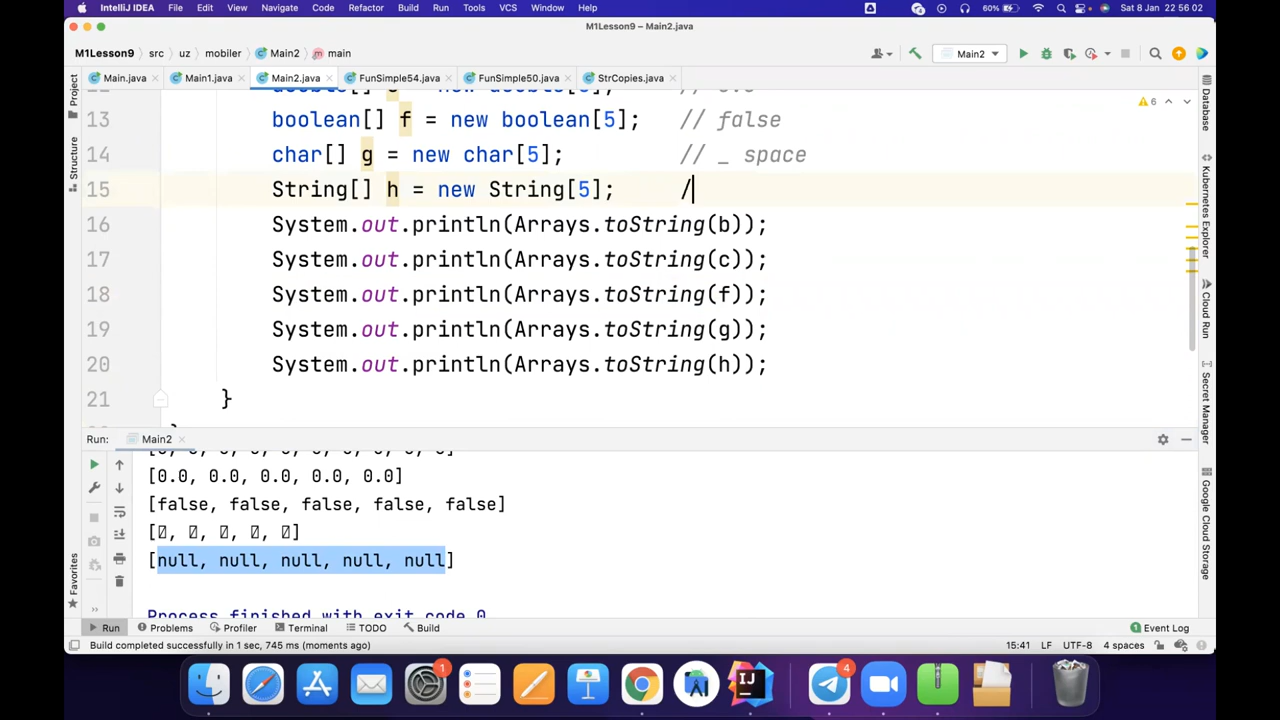 IntelliJ IDEA File Edit View Navigate Code Refactor Build Run Tools VCS Window Help 60% Sat 8 Jan 22 56 02
M1Lesson9 – Main2.java
M1Lesson9 src uz mobiler Main2 main Main2
Main.java Main1.java Main2.java FunSimple54.java FunSimple50.java StrCopies.java
Project
Structure
Favorites
6
13 boolean[] f = new boolean[5]; // false
14 char[] g = new char[5]; // _ space
15 String[] h = new String[5]; /
16 System.out.println(Arrays.toString(b));
17 System.out.println(Arrays.toString(c));
18 System.out.println(Arrays.toString(f));
19 System.out.println(Arrays.toString(g));
20 System.out.println(Arrays.toString(h));
21 }
Run: Main2
[0.0, 0.0, 0.0, 0.0, 0.0]
[false, false, false, false, false]
[▯, ▯, ▯, ▯, ▯]
[null, null, null, null, null]
Process finished with exit code 0
Database
Kubernetes Explorer
Cloud Run
Secret Manager
Google Cloud Storage
Run Problems Profiler Terminal TODO Build 1 Event Log
Build completed successfully in 1 sec, 745 ms (moments ago) 15:41 LF UTF-8 4 spaces
1
IJ
4